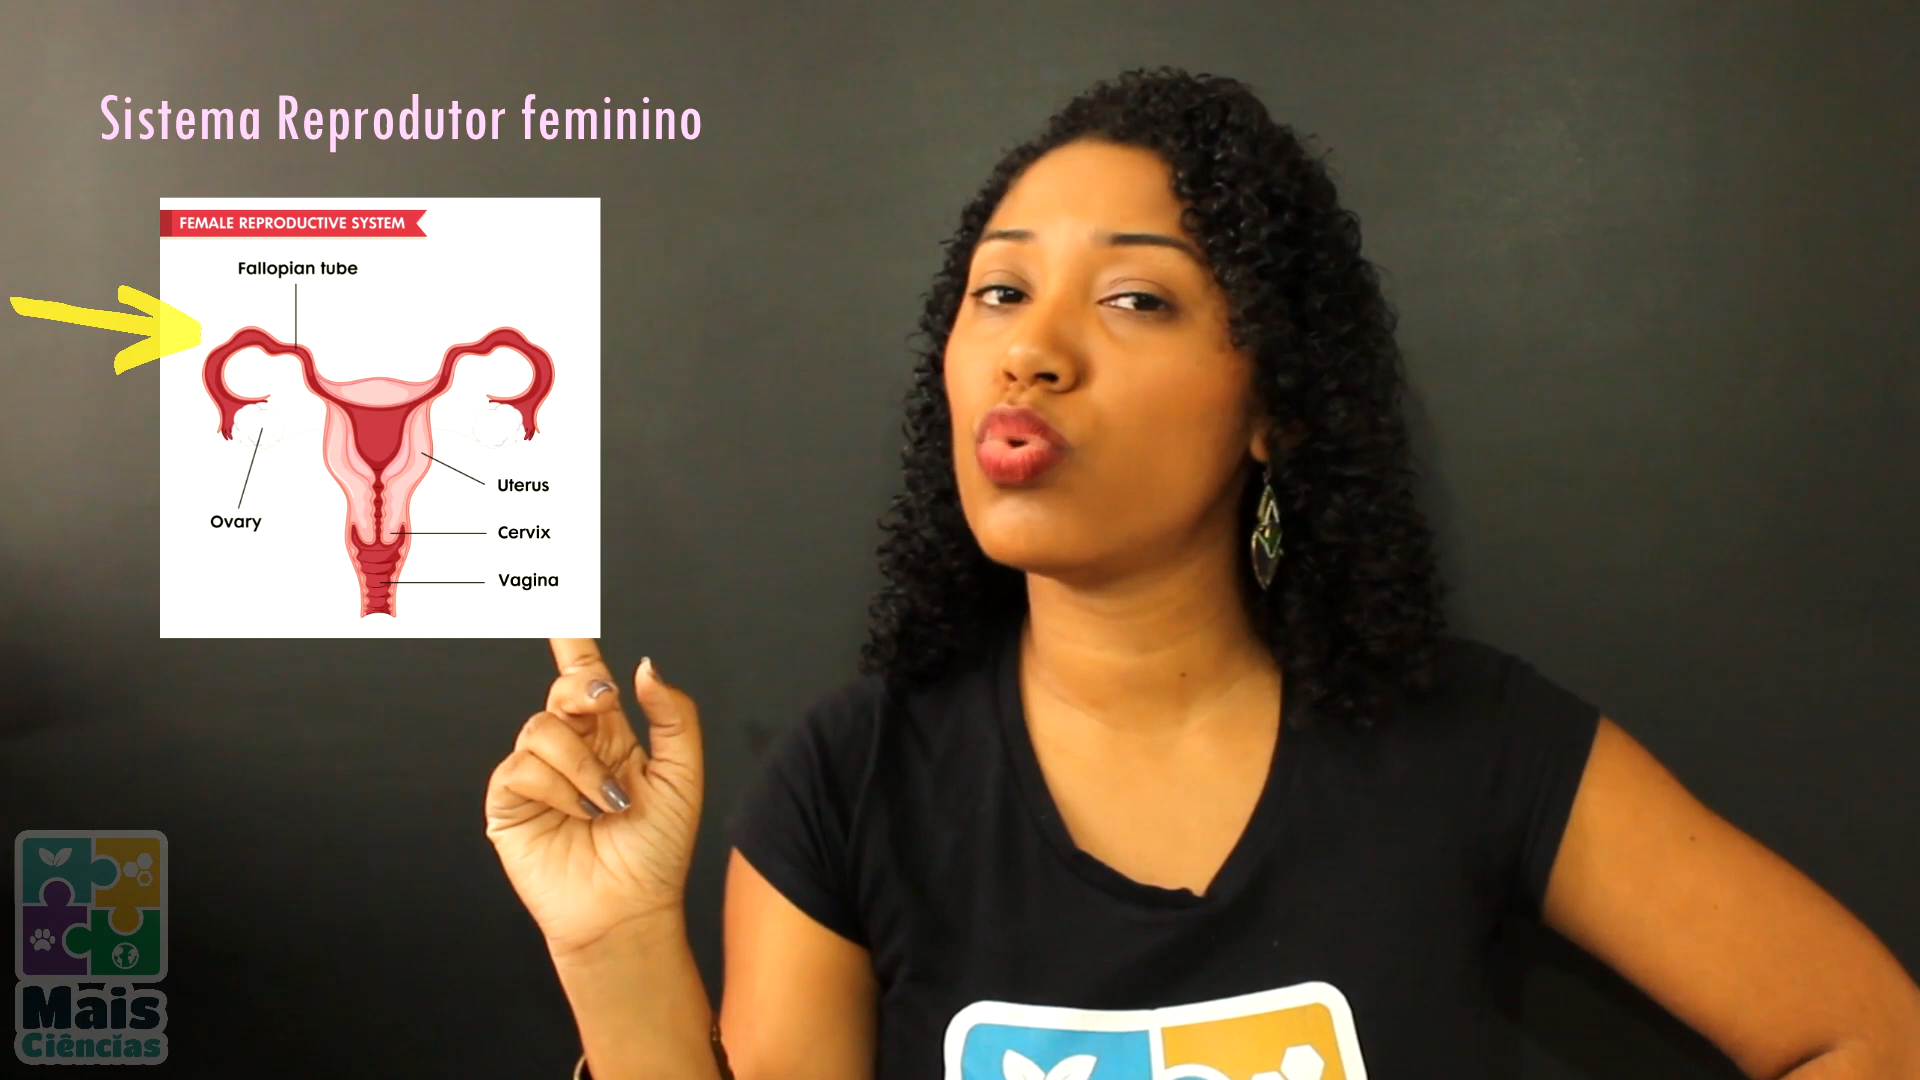 Sistema Reprodutor feminino
FEMALE REPRODUCTIVE SYSTEM
Fallopian tube
Ovary
Uterus
Cervix
Vagina
Mais
Ciências